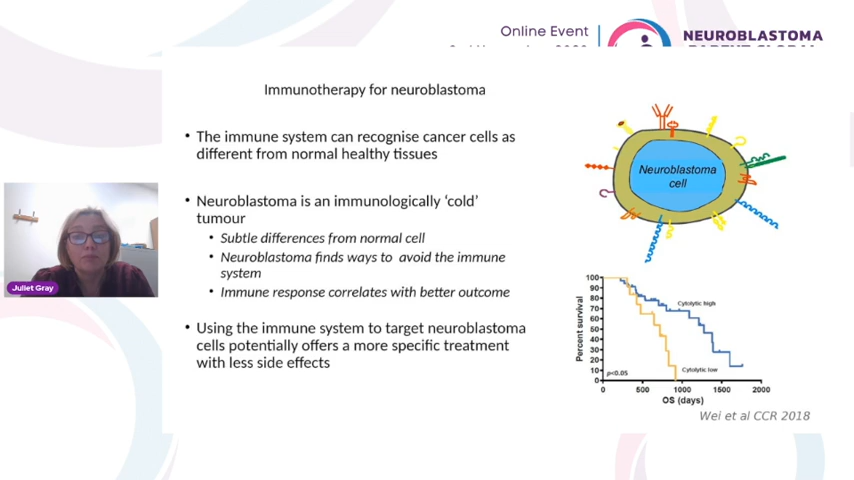 Online Event
NEUROBLASTOMA
Immunotherapy for neuroblastoma
• The immune system can recognise cancer cells as
different from normal healthy tissues
• Neuroblastoma is an immunologically ‘cold’
tumour
• Subtle differences from normal cell
• Neuroblastoma finds ways to avoid the immune
system
• Immune response correlates with better outcome
• Using the immune system to target neuroblastoma
cells potentially offers a more specific treatment
with less side effects
Juliet Gray
Neuroblastoma
cell
Percent survival
100
90
80
70
60
50
40
30
20
10
0
Cytolytic high
Cytolytic low
p<0.05
0 500 1000 1500 2000
OS (days)
Wei et al CCR 2018